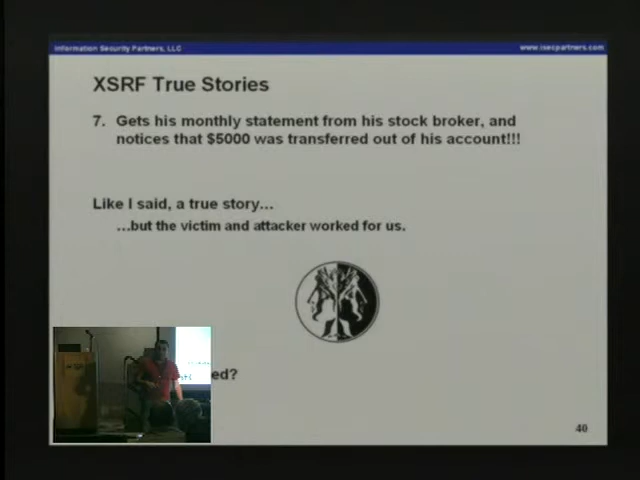 Information Security Partners, LLC
www.isecpartners.com
XSRF True Stories
7. Gets his monthly statement from his stock broker, and
notices that $5000 was transferred out of his account!!!
Like I said, a true story…
…but the victim and attacker worked for us.
ed?
40